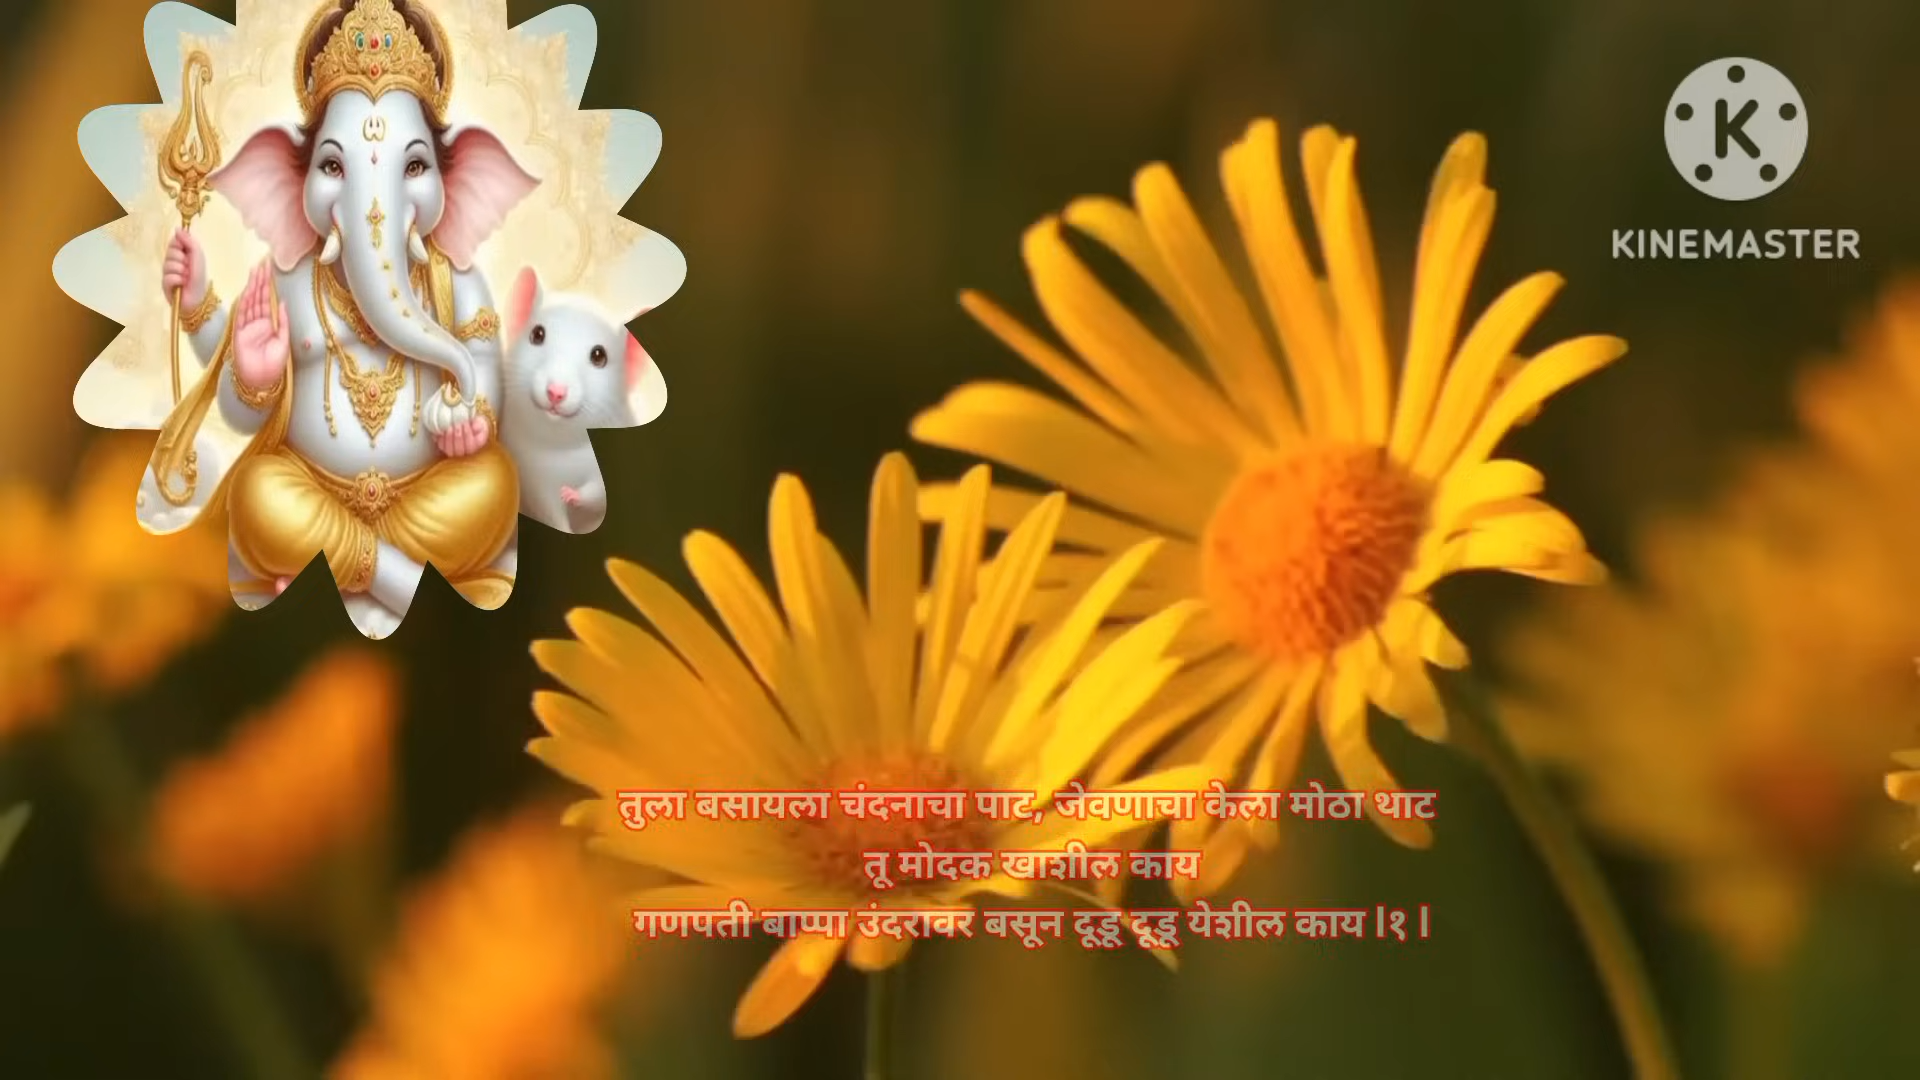 KINEMASTER
तुला बसायला चंदनाचा पाट, जेवणाचा केला मोठा थाट
तू मोदक खाशील काय
गणपती बाप्पा उंदरावर बसून दूडू दूडू येशील काय ।१ ।